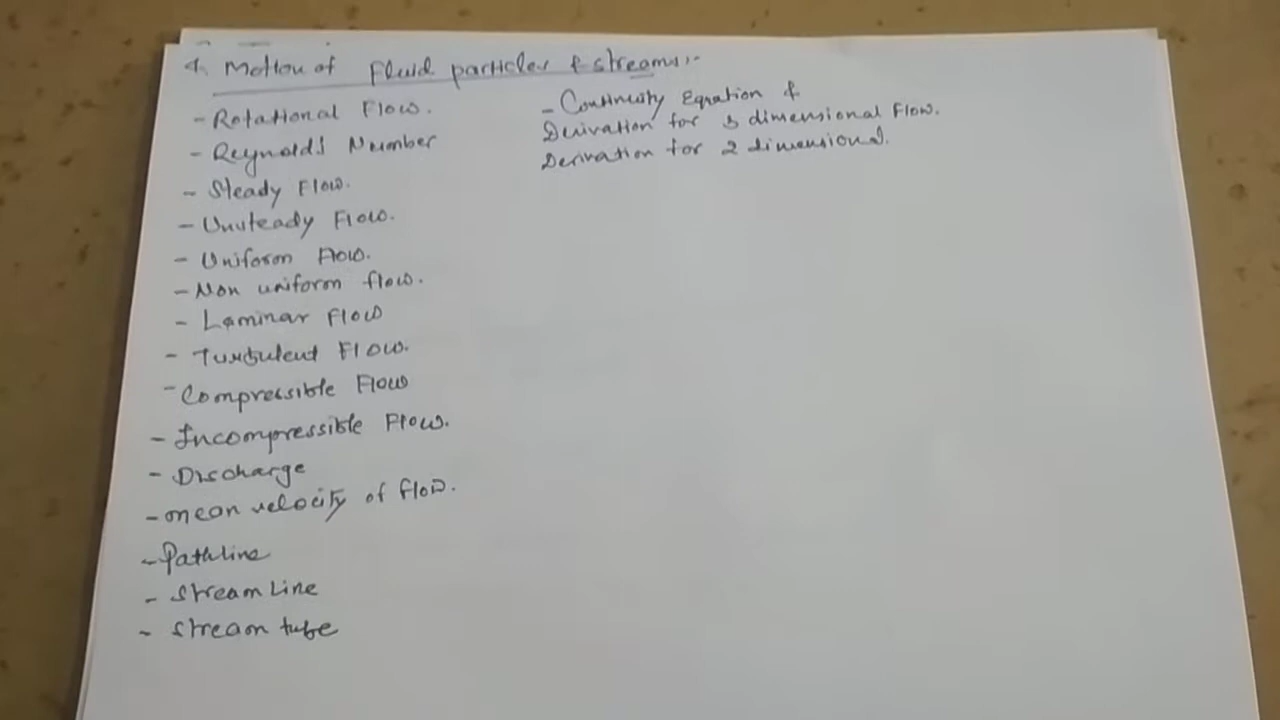 4. Motion of Fluid particles & streams:-
- Rotational Flow.
- Reynolds Number
- Steady Flow.
- Unsteady Flow.
- Uniform Flow.
- Non uniform flow.
- Laminar Flow
- Turbulent Flow.
- Compressible Flow
- Incompressible Flow.
- Discharge
- mean velocity of flow.
- Pathline
- Stream Line
- Stream tube
- Continuity Equation &
Derivation for 3 dimensional Flow.
Derivation for 2 dimensional.